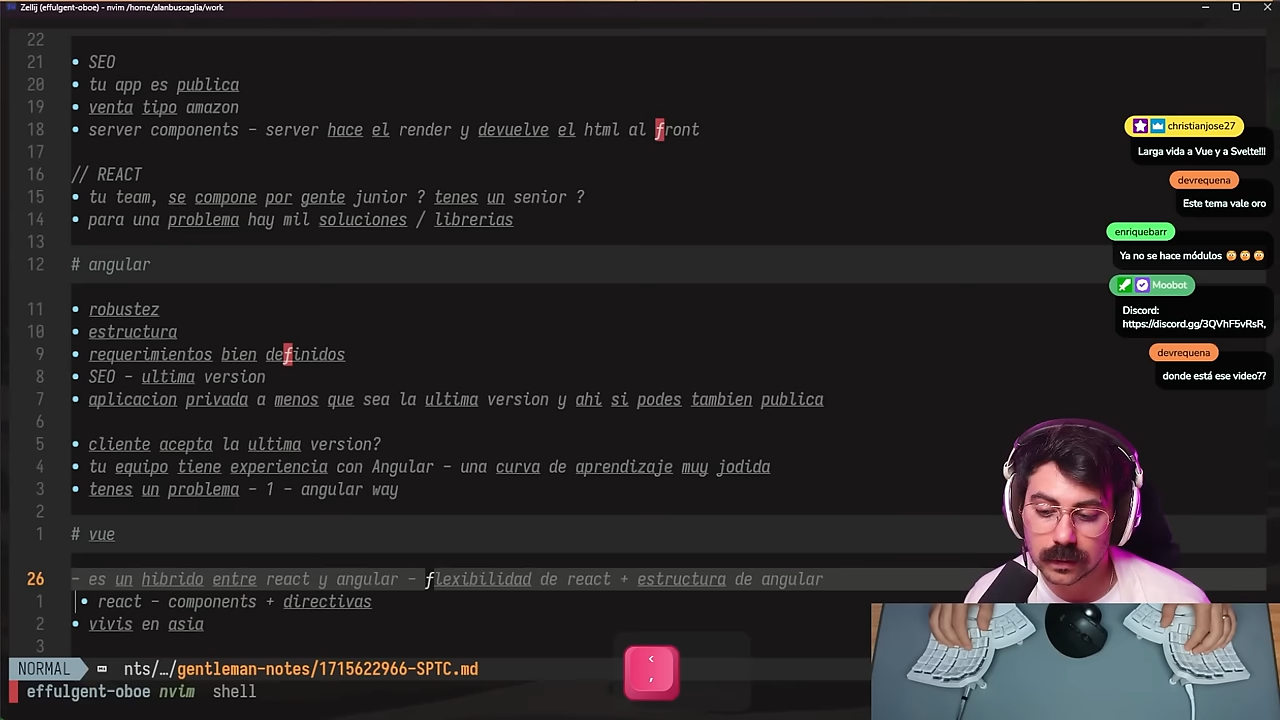 Zellij (effulgent-oboe) - nvim /home/alanbuscaglia/work
22
21 • SEO
20 • tu app es publica
19 • venta tipo amazon
18 • server components - server hace el render y devuelve el html al front
17
16 // REACT
15 • tu team, se compone por gente junior ? tenes un senior ?
14 • para una problema hay mil soluciones / librerias
13
12 # angular
11 • robustez
10 • estructura
9 • requerimientos bien definidos
8 • SEO - ultima version
7 • aplicacion privada a menos que sea la ultima version y ahi si podes tambien publica
6
5 • cliente acepta la ultima version?
4 • tu equipo tiene experiencia con Angular - una curva de aprendizaje muy jodida
3 • tenes un problema - 1 - angular way
2
1 # vue
26 - es un hibrido entre react y angular - flexibilidad de react + estructura de angular
1 • react - components + directivas
2 • vivis en asia
3
NORMAL nts/…/gentleman-notes/1715622966-SPTC.md
effulgent-oboe nvim shell
christianjose27
Larga vida a Vue y a Svelte!!!
devrequena
Este tema vale oro
enriquebarr
Ya no se hace módulos
Moobot
Discord:
https://discord.gg/3QVhF5vRsR,
devrequena
donde está ese video??
<
,